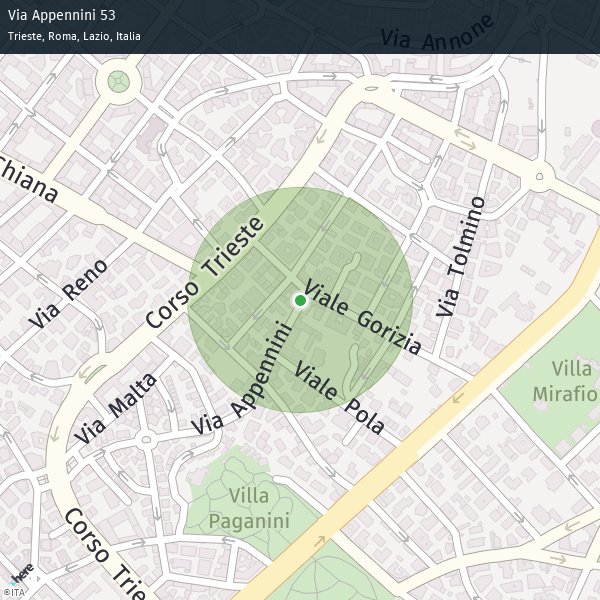 Via Appennini 53
Trieste, Roma, Lazio, Italia
Via Annone
Chiana
Via Tolmino
Corso Trieste
Via Reno
Viale Gorizia
Via Appennini
Viale Pola
Via Malta
Villa
Mirafio
Villa
Paganini
Corso Trie
here
©ITA